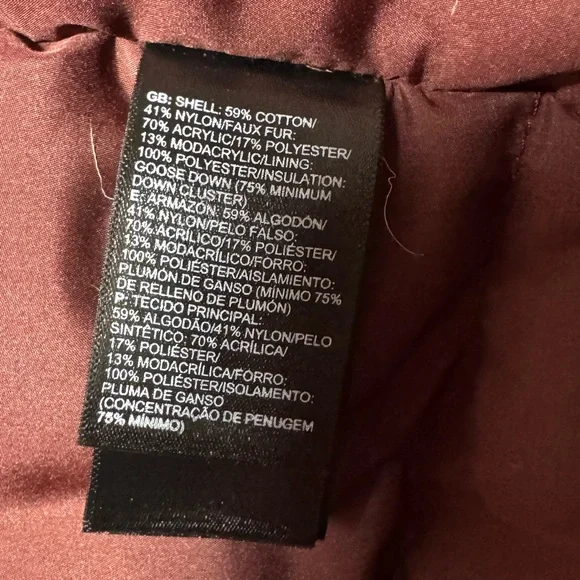 GB: SHELL: 59% COTTON/
41% NYLON/FAUX FUR:
70% ACRYLIC/17% POLYESTER/
13% MODACRYLIC/LINING:
100% POLYESTER/INSULATION:
GOOSE DOWN (75% MINIMUM
DOWN CLUSTER)
E: ARMAZÓN: 59% ALGODÓN/
41% NYLON/PELO FALSO:
70% ACRÍLICO/17% POLIÉSTER/
13% MODACRÍLICO/FORRO:
100% POLIÉSTER/AISLAMIENTO:
PLUMÓN DE GANSO (MÍNIMO 75%
DE RELLENO DE PLUMÓN)
P: TECIDO PRINCIPAL:
59% ALGODÃO/41% NYLON/PELO
SINTÉTICO: 70% ACRÍLICA/
17% POLIÉSTER/
13% MODACRÍLICA/FORRO:
100% POLIÉSTER/ISOLAMENTO:
PLUMA DE GANSO
(CONCENTRAÇÃO DE PENUGEM
75% MÍNIMO)